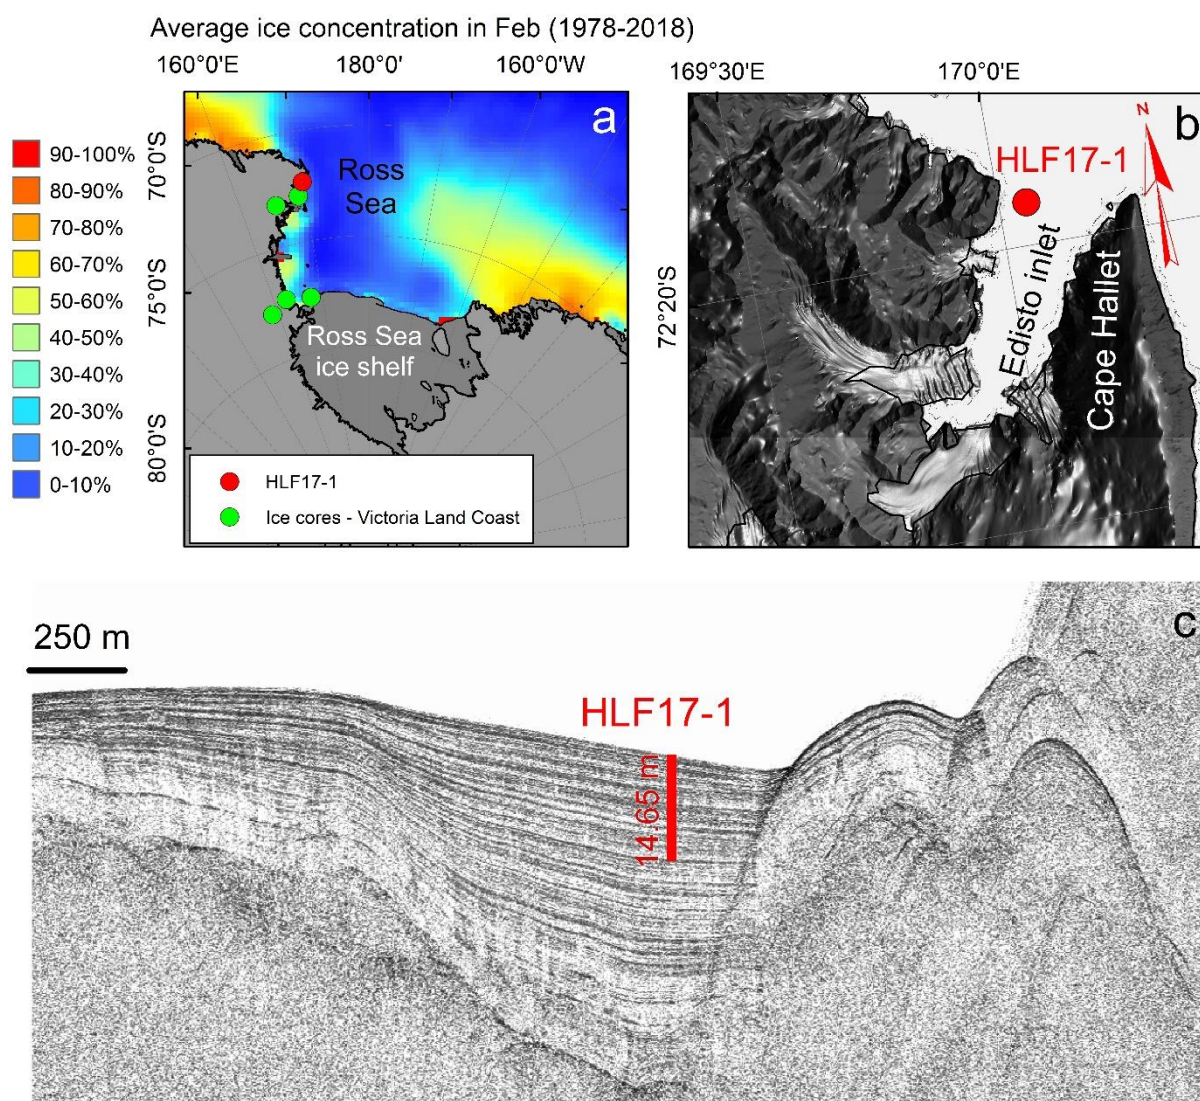 Average ice concentration in Feb (1978-2018)
160°0'E
180°0'
160°0'W
a
70°0'S
75°0'S
80°0'S
90-100%
80-90%
70-80%
60-70%
50-60%
40-50%
30-40%
20-30%
10-20%
0-10%
Ross
Sea
Ross Sea
ice shelf
HLF17-1
Ice cores - Victoria Land Coast
169°30'E
170°0'E
b
N
HLF17-1
72°20'S
Edisto inlet
Cape Hallet
c
250 m
HLF17-1
14.65 m